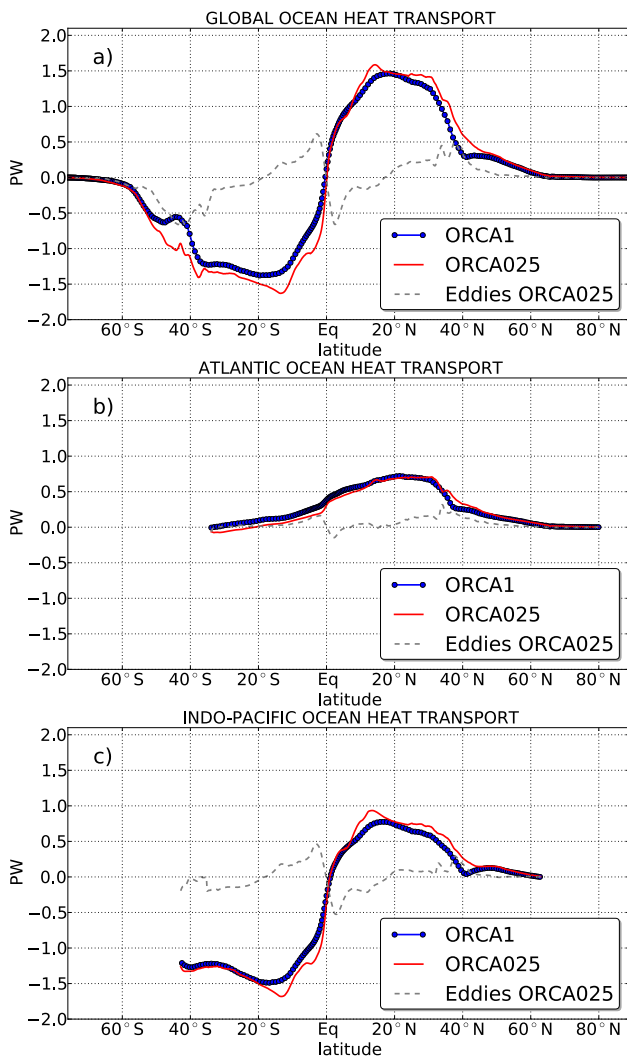 GLOBAL OCEAN HEAT TRANSPORT
a)
2.0
1.5
1.0
0.5
0.0
−0.5
−1.0
−1.5
−2.0
PW
ORCA1
ORCA025
Eddies ORCA025
60°S 40°S 20°S Eq 20°N 40°N 60°N 80°N
latitude
ATLANTIC OCEAN HEAT TRANSPORT
b)
2.0
1.5
1.0
0.5
0.0
−0.5
−1.0
−1.5
−2.0
PW
ORCA1
ORCA025
Eddies ORCA025
60°S 40°S 20°S Eq 20°N 40°N 60°N 80°N
latitude
INDO-PACIFIC OCEAN HEAT TRANSPORT
c)
2.0
1.5
1.0
0.5
0.0
−0.5
−1.0
−1.5
−2.0
PW
ORCA1
ORCA025
Eddies ORCA025
60°S 40°S 20°S Eq 20°N 40°N 60°N 80°N
latitude